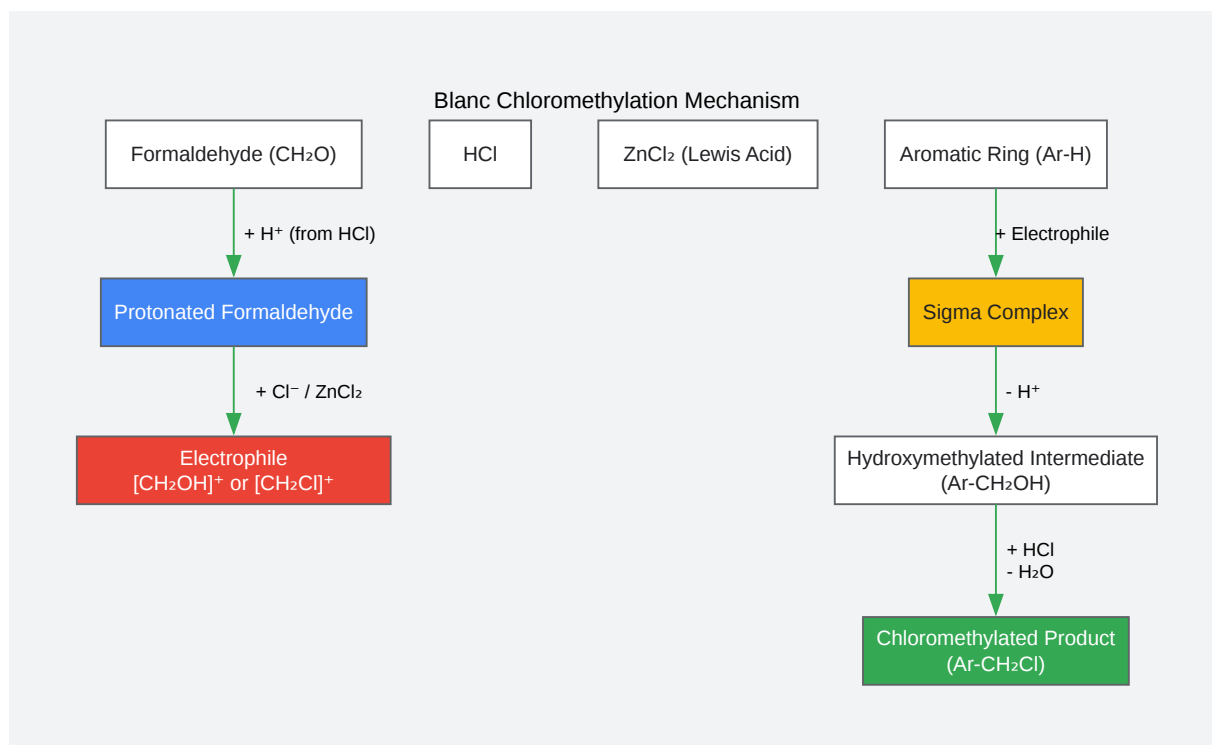 Blanc Chloromethylation Mechanism
Formaldehyde (CH₂O)
HCl
ZnCl₂ (Lewis Acid)
Aromatic Ring (Ar-H)
+ H⁺ (from HCl)
+ Electrophile
Protonated Formaldehyde
Sigma Complex
+ Cl⁻ / ZnCl₂
- H⁺
Electrophile
[CH₂OH]⁺ or [CH₂Cl]⁺
Hydroxymethylated Intermediate
(Ar-CH₂OH)
+ HCl
- H₂O
Chloromethylated Product
(Ar-CH₂Cl)